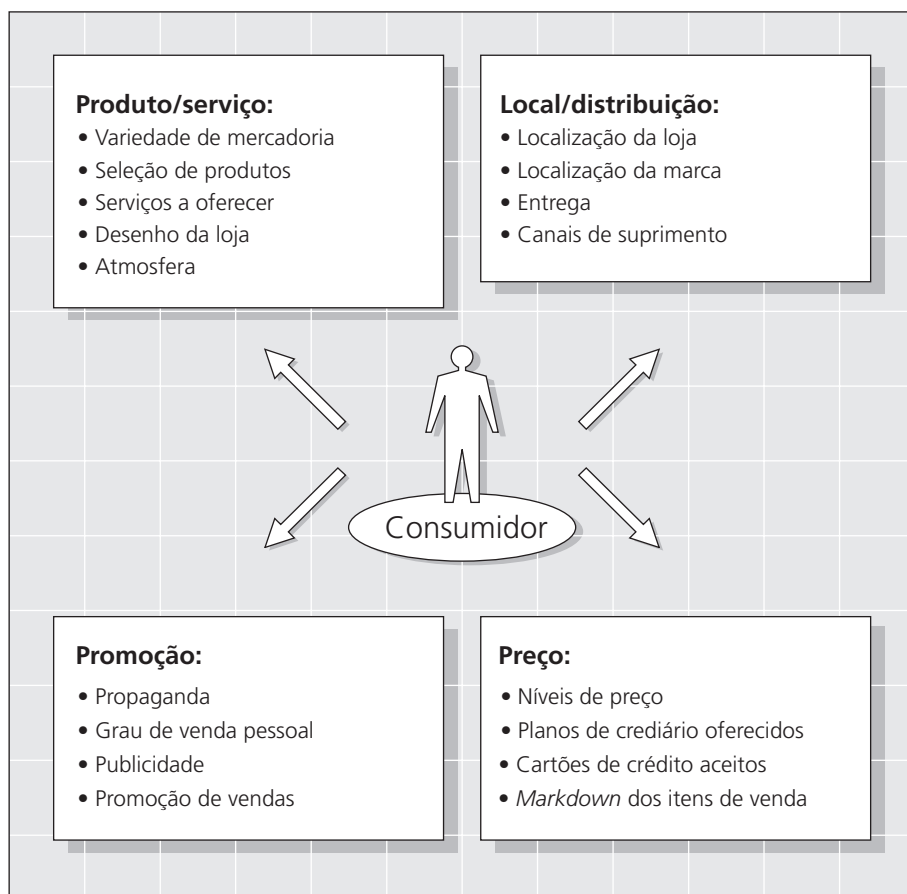 Produto/serviço:
• Variedade de mercadoria
• Seleção de produtos
• Serviços a oferecer
• Desenho da loja
• Atmosfera
Local/distribuição:
• Localização da loja
• Localização da marca
• Entrega
• Canais de suprimento
Consumidor
Promoção:
• Propaganda
• Grau de venda pessoal
• Publicidade
• Promoção de vendas
Preço:
• Níveis de preço
• Planos de crediário oferecidos
• Cartões de crédito aceitos
• Markdown dos itens de venda